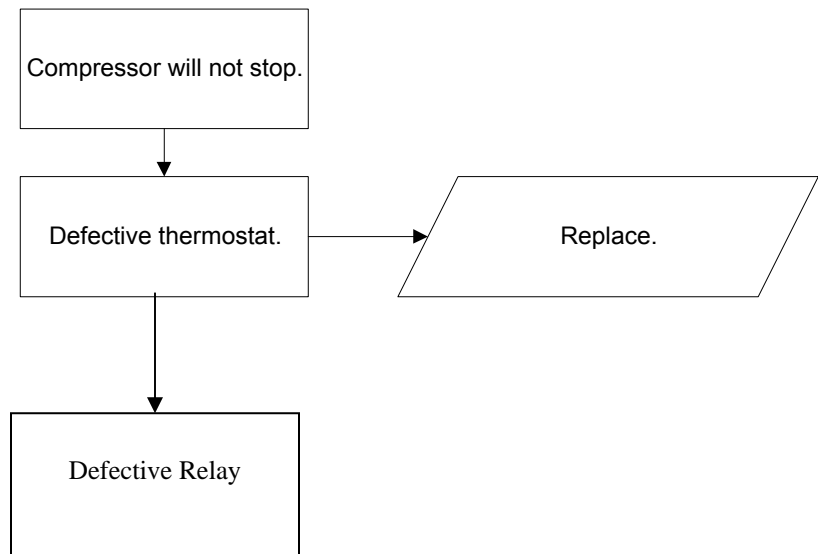 Compressor will not stop.
Defective thermostat.
Replace.
Defective Relay